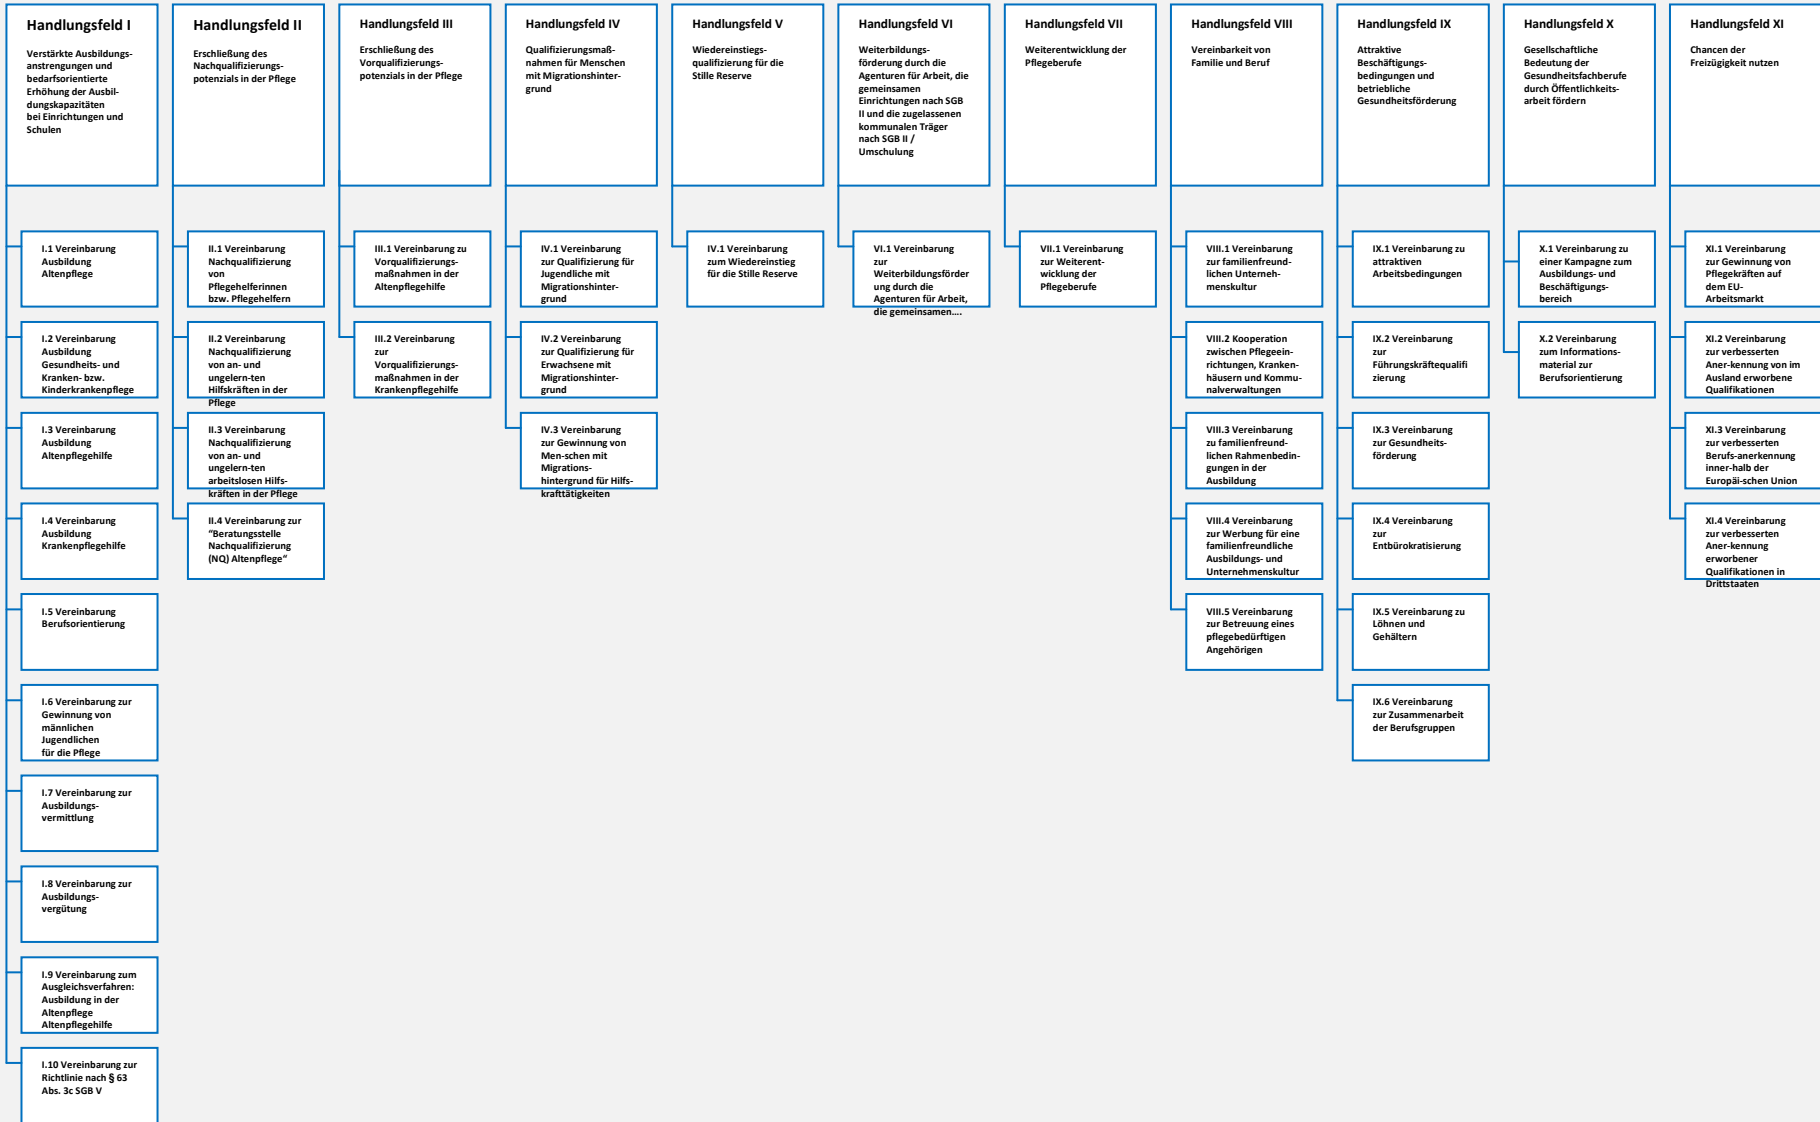 Handlungsfeld I
Verstärkte Ausbildungs-
anstrengungen und
bedarfsorientierte
Erhöhung der Ausbil-
dungskapazitäten
bei Einrichtungen und
Schulen
I.1 Vereinbarung
Ausbildung
Altenpflege
I.2 Vereinbarung
Ausbildung
Gesundheits- und
Kranken- bzw.
Kinderkrankenpflege
I.3 Vereinbarung
Ausbildung
Altenpflegehilfe
I.4 Vereinbarung
Ausbildung
Krankenpflegehilfe
I.5 Vereinbarung
Berufsorientierung
I.6 Vereinbarung zur
Gewinnung von
männlichen
Jugendlichen
für die Pflege
I.7 Vereinbarung zur
Ausbildungs-
vermittlung
I.8 Vereinbarung zur
Ausbildungs-
vergütung
I.9 Vereinbarung zum
Ausgleichsverfahren:
Ausbildung in der
Altenpflege
Altenpflegehilfe
I.10 Vereinbarung zur
Richtlinie nach § 63
Abs. 3c SGB V
Handlungsfeld II
Erschließung des
Nachqualifizierungs-
potenzials in der Pflege
II.1 Vereinbarung
Nachqualifizierung
von
Pflegehelferinnen
bzw. Pflegehelfern
II.2 Vereinbarung
Nachqualifizierung
von an- und
ungelern-ten
Hilfskräften in der
Pflege
II.3 Vereinbarung
Nachqualifizierung
von an- und
ungelern-ten
arbeitslosen Hilfs-
kräften in der Pflege
II.4 Vereinbarung zur
"Beratungsstelle
Nachqualifizierung
(NQ) Altenpflege“
Handlungsfeld III
Erschließung des
Vorqualifizierungs-
potenzials in der Pflege
III.1 Vereinbarung zu
Vorqualifizierungs-
maßnahmen in der
Altenpflegehilfe
III.2 Vereinbarung
zur
Vorqualifizierungs-
maßnahmen in der
Krankenpflegehilfe
Handlungsfeld IV
Qualifizierungsmaß-
nahmen für Menschen
mit Migrationshinter-
grund
IV.1 Vereinbarung
zur Qualifizierung für
Jugendliche mit
Migrationshinter-
grund
IV.2 Vereinbarung
zur Qualifizierung für
Erwachsene mit
Migrationshinter-
grund
IV.3 Vereinbarung
zur Gewinnung von
Men-schen mit
Migrations-
hintergrund für Hilfs-
krafttätigkeiten
Handlungsfeld V
Wiedereinstiegs-
qualifizierung für die
Stille Reserve
IV.1 Vereinbarung
zum Wiedereinstieg
für die Stille Reserve
Handlungsfeld VI
Weiterbildungs-
förderung durch die
Agenturen für Arbeit, die
gemeinsamen
Einrichtungen nach SGB
II und die zugelassenen
kommunalen Träger
nach SGB II /
Umschulung
VI.1 Vereinbarung
zur
Weiterbildungsförder
ung durch die
Agenturen für Arbeit,
die gemeinsamen....
Handlungsfeld VII
Weiterentwicklung der
Pflegeberufe
VII.1 Vereinbarung
zur Weiterent-
wicklung der
Pflegeberufe
Handlungsfeld VIII
Vereinbarkeit von
Familie und Beruf
VIII.1 Vereinbarung
zur familienfreund-
lichen Unterneh-
menskultur
VIII.2 Kooperation
zwischen Pflegeein-
richtungen, Kranken-
häusern und Kommu-
nalverwaltungen
VIII.3 Vereinbarung
zu familienfreund-
lichen Rahmenbedin-
gungen in der
Ausbildung
VIII.4 Vereinbarung
zur Werbung für eine
familienfreundliche
Ausbildungs- und
Unternehmenskultur
VIII.5 Vereinbarung
zur Betreuung eines
pflegebedürftigen
Angehörigen
Handlungsfeld IX
Attraktive
Beschäftigungs-
bedingungen und
betriebliche
Gesundheitsförderung
IX.1 Vereinbarung zu
attraktiven
Arbeitsbedingungen
IX.2 Vereinbarung
zur
Führungskräftequalifi
zierung
IX.3 Vereinbarung
zur Gesundheits-
förderung
IX.4 Vereinbarung
zur
Entbürokratisierung
IX.5 Vereinbarung zu
Löhnen und
Gehältern
IX.6 Vereinbarung
zur Zusammenarbeit
der Berufsgruppen
Handlungsfeld X
Gesellschaftliche
Bedeutung der
Gesundheitsfachberufe
durch Öffentlichkeits-
arbeit fördern
X.1 Vereinbarung zu
einer Kampagne zum
Ausbildungs- und
Beschäftigungs-
bereich
X.2 Vereinbarung
zum Informations-
material zur
Berufsorientierung
Handlungsfeld XI
Chancen der
Freizügigkeit nutzen
XI.1 Vereinbarung
zur Gewinnung von
Pflegekräften auf
dem EU-
Arbeitsmarkt
XI.2 Vereinbarung
zur verbesserten
Aner-kennung von im
Ausland erworbene
Qualifikationen
XI.3 Vereinbarung
zur verbesserten
Berufs-anerkennung
inner-halb der
Europäi-schen Union
XI.4 Vereinbarung
zur verbesserten
Aner-kennung
erworbener
Qualifikationen in
Drittstaaten